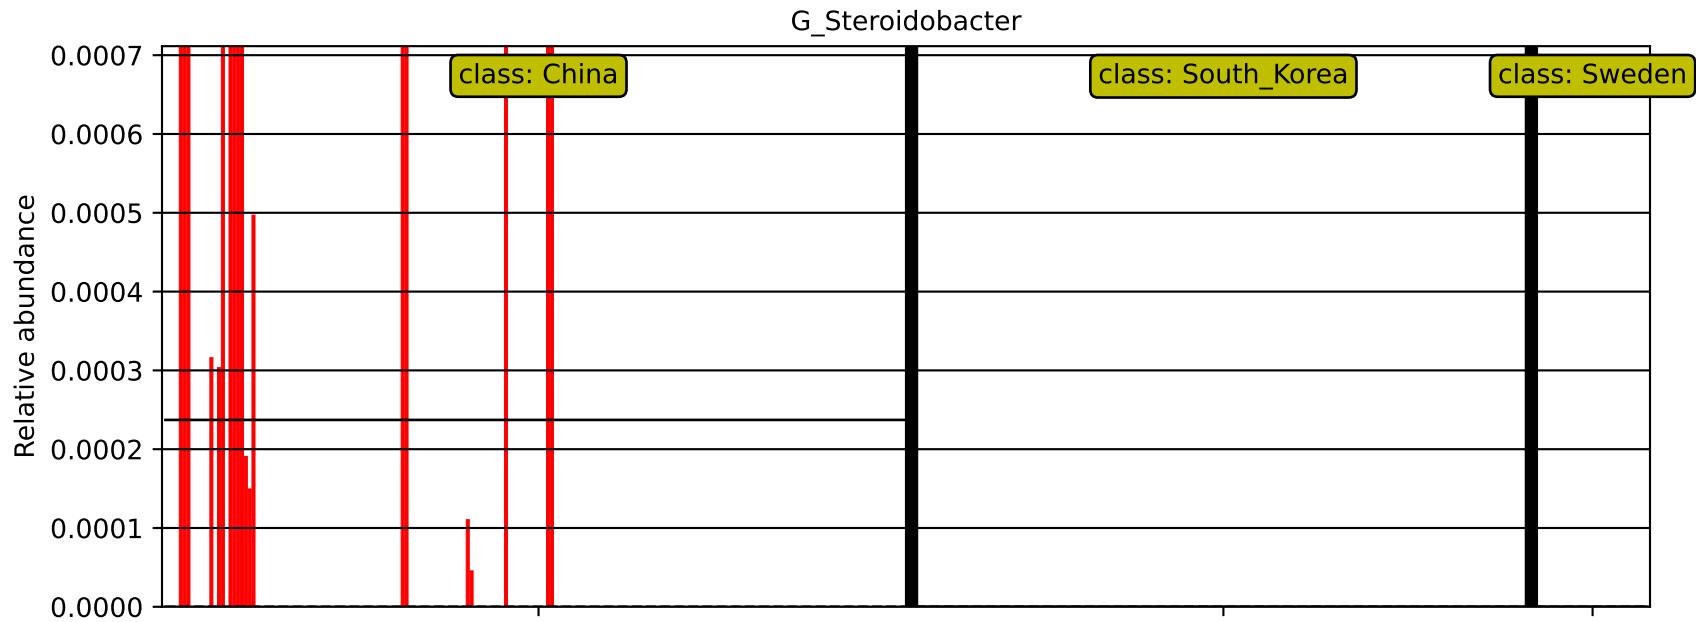 G_Steroidobacter
class: China
class: South_Korea
class: Sweden
Relative abundance
0.0007
0.0006
0.0005
0.0004
0.0003
0.0002
0.0001
0.0000